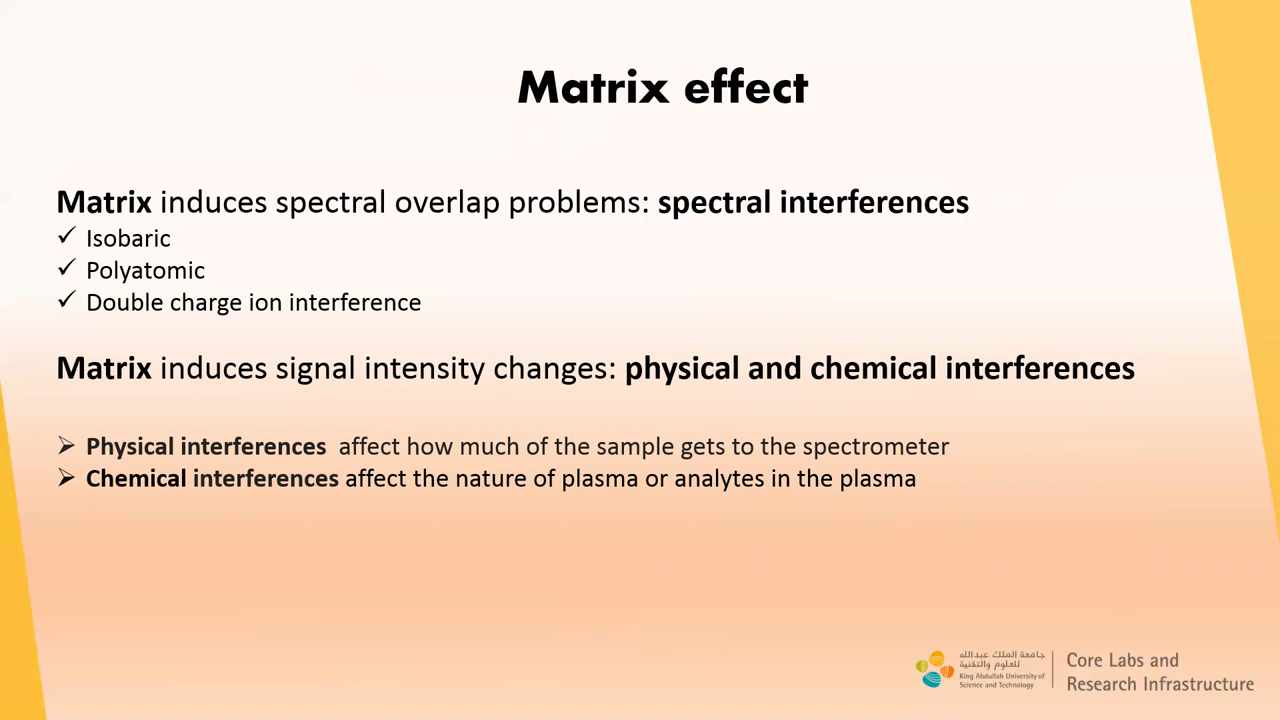 Matrix effect
Matrix induces spectral overlap problems: spectral interferences
✓ Isobaric
✓ Polyatomic
✓ Double charge ion interference
Matrix induces signal intensity changes: physical and chemical interferences
➢ Physical interferences affect how much of the sample gets to the spectrometer
➢ Chemical interferences affect the nature of plasma or analytes in the plasma
جامعة الملك عبدالله
للعلوم والتقنية
King Abdullah University of
Science and Technology
Core Labs and
Research Infrastructure